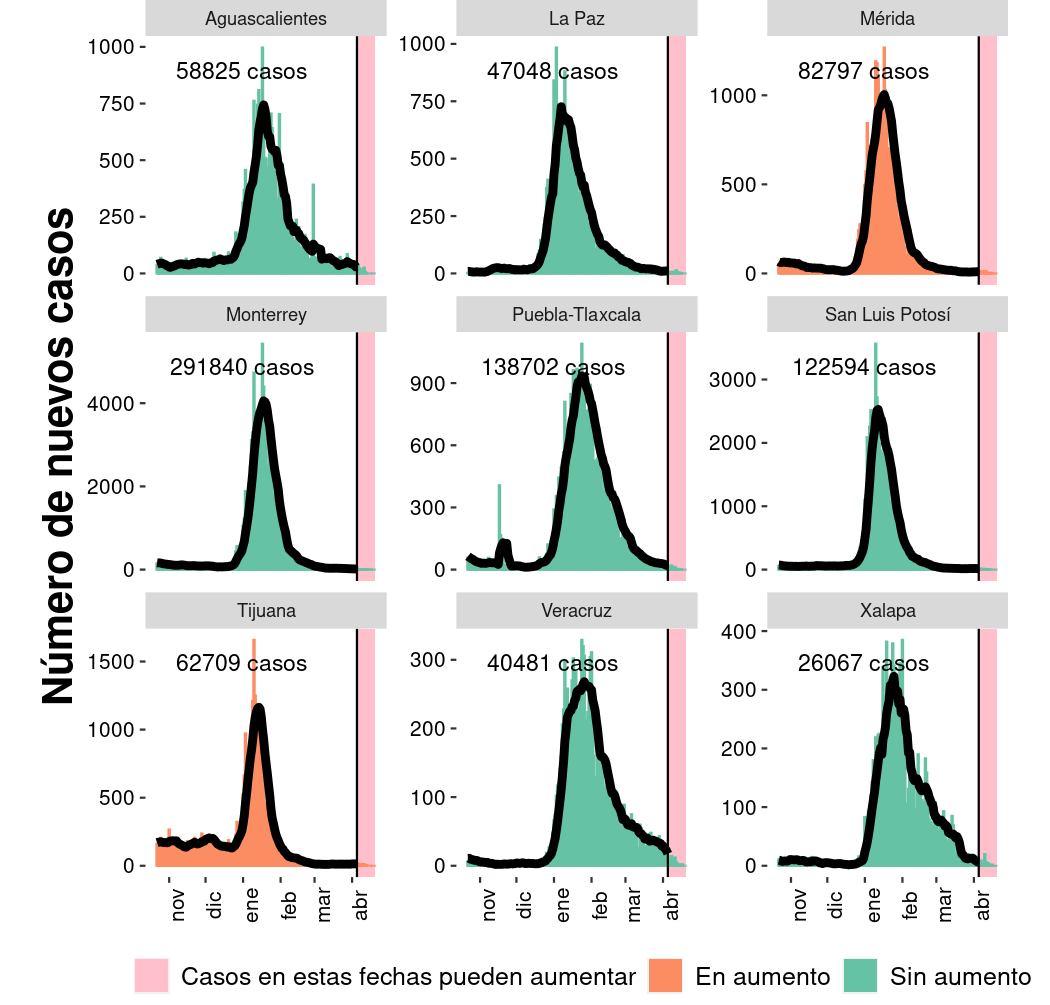 Número de nuevos casos
Aguascalientes
La Paz
Mérida
1000
750
500
250
0
58825 casos
1000
750
500
250
0
47048 casos
1000
500
0
82797 casos
Monterrey
Puebla-Tlaxcala
San Luis Potosí
4000
2000
0
291840 casos
900
600
300
0
138702 casos
3000
2000
1000
0
122594 casos
Tijuana
Veracruz
Xalapa
1500
1000
500
0
62709 casos
300
200
100
0
40481 casos
400
300
200
100
0
26067 casos
nov dic ene feb mar abr
nov dic ene feb mar abr
nov dic ene feb mar abr
Casos en estas fechas pueden aumentar En aumento Sin aumento